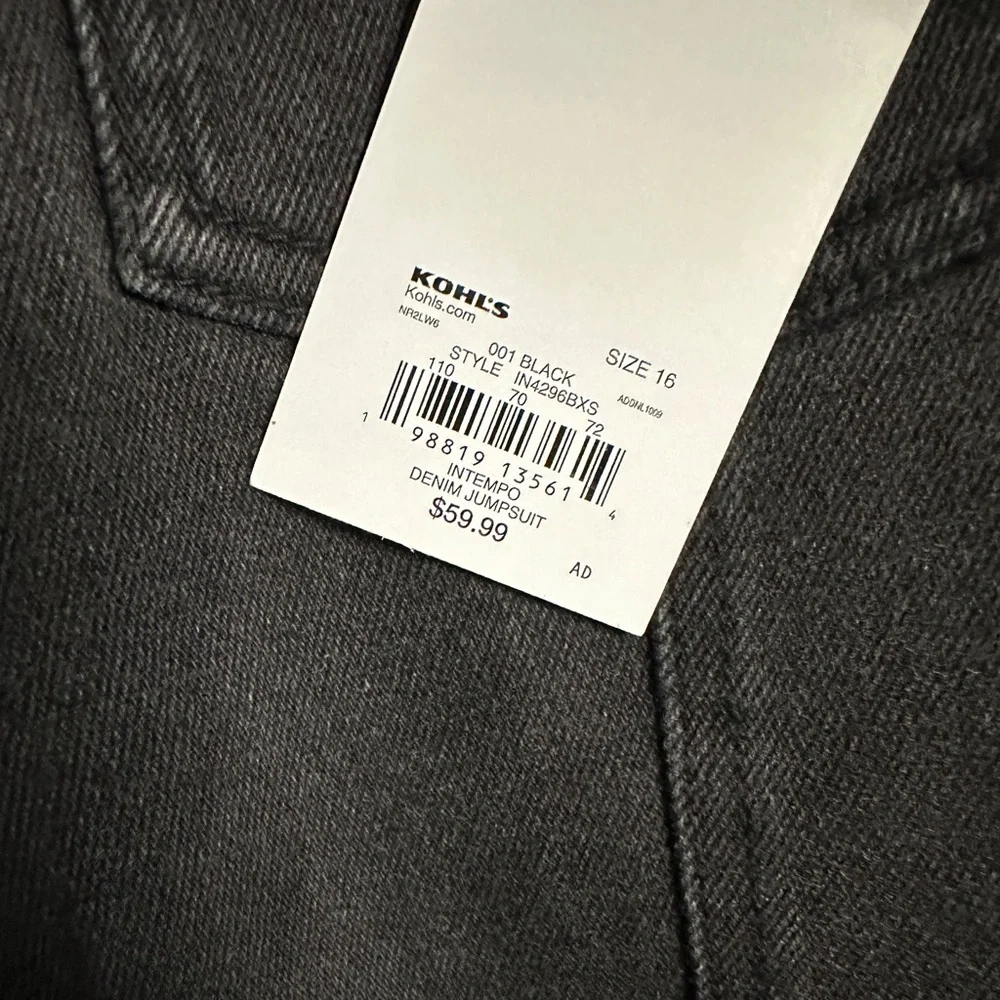 KOHL'S
Kohls.com
NR2LW6
001 BLACK SIZE 16
STYLE IN4296BXS ADDNL1009
110 70 72
1 98819 13561 4
INTEMPO
DENIM JUMPSUIT
$59.99
AD